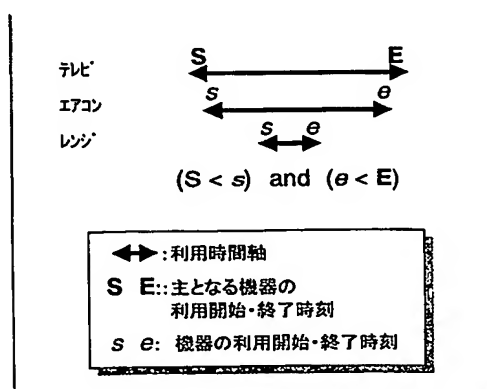 テレビ S E
エアコン s e
レンジ s e
(S < s) and (e < E)
:利用時間軸
S E::主となる機器の
利用開始・終了時刻
s e: 機器の利用開始・終了時刻